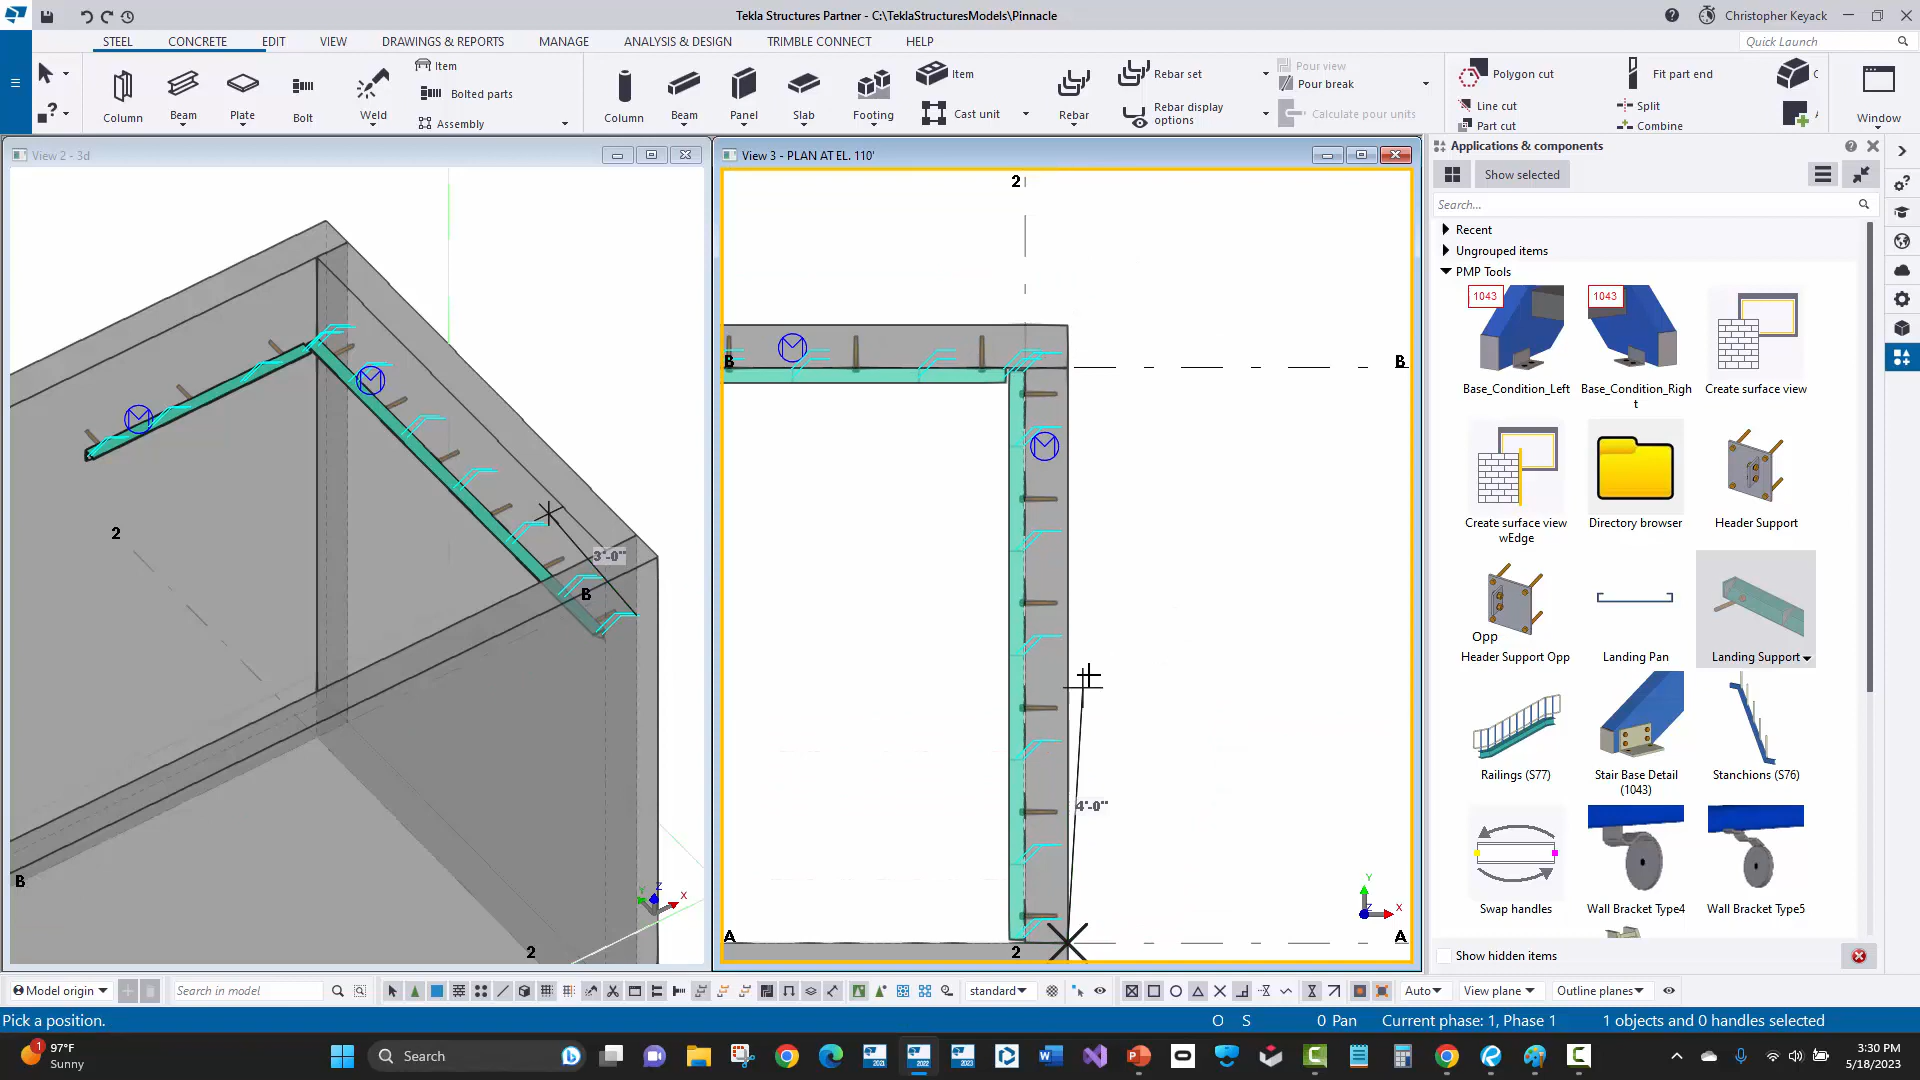 Tekla Structures Partner - C:\TeklaStructuresModels\Pinnacle
Christopher Keyack
STEEL CONCRETE EDIT VIEW DRAWINGS & REPORTS MANAGE ANALYSIS & DESIGN TRIMBLE CONNECT HELP
Quick Launch
Column Beam Plate Bolt Weld
Item
Bolted parts
Assembly
Column Beam Panel Slab Footing
Item
Cast unit
Rebar
Rebar set
Rebar display options
Pour view
Pour break
Calculate pour units
Polygon cut
Line cut
Part cut
Fit part end
Split
Combine
Window
View 2 - 3d
View 3 - PLAN AT EL. 110'
2
B
3'-0"
B
2
Z
Y
X
2
B
B
4'-0"
A
2
A
Y
Z
X
Applications & components
Show selected
Search...
Recent
Ungrouped items
PMP Tools
1043
1043
Base_Condition_Left
Base_Condition_Right
Create surface view
Create surface view wEdge
Directory browser
Header Support
Opp
Header Support Opp
Landing Pan
Landing Support
Railings (S77)
Stair Base Detail (1043)
Stanchions (S76)
Swap handles
Wall Bracket Type4
Wall Bracket Type5
Show hidden items
Model origin
Search in model
standard
Auto
View plane
Outline planes
Pick a position.
O S 0 Pan Current phase: 1, Phase 1 1 objects and 0 handles selected
1
97°F
Sunny
Search
2021
2022
2023
3:30 PM
5/18/2023